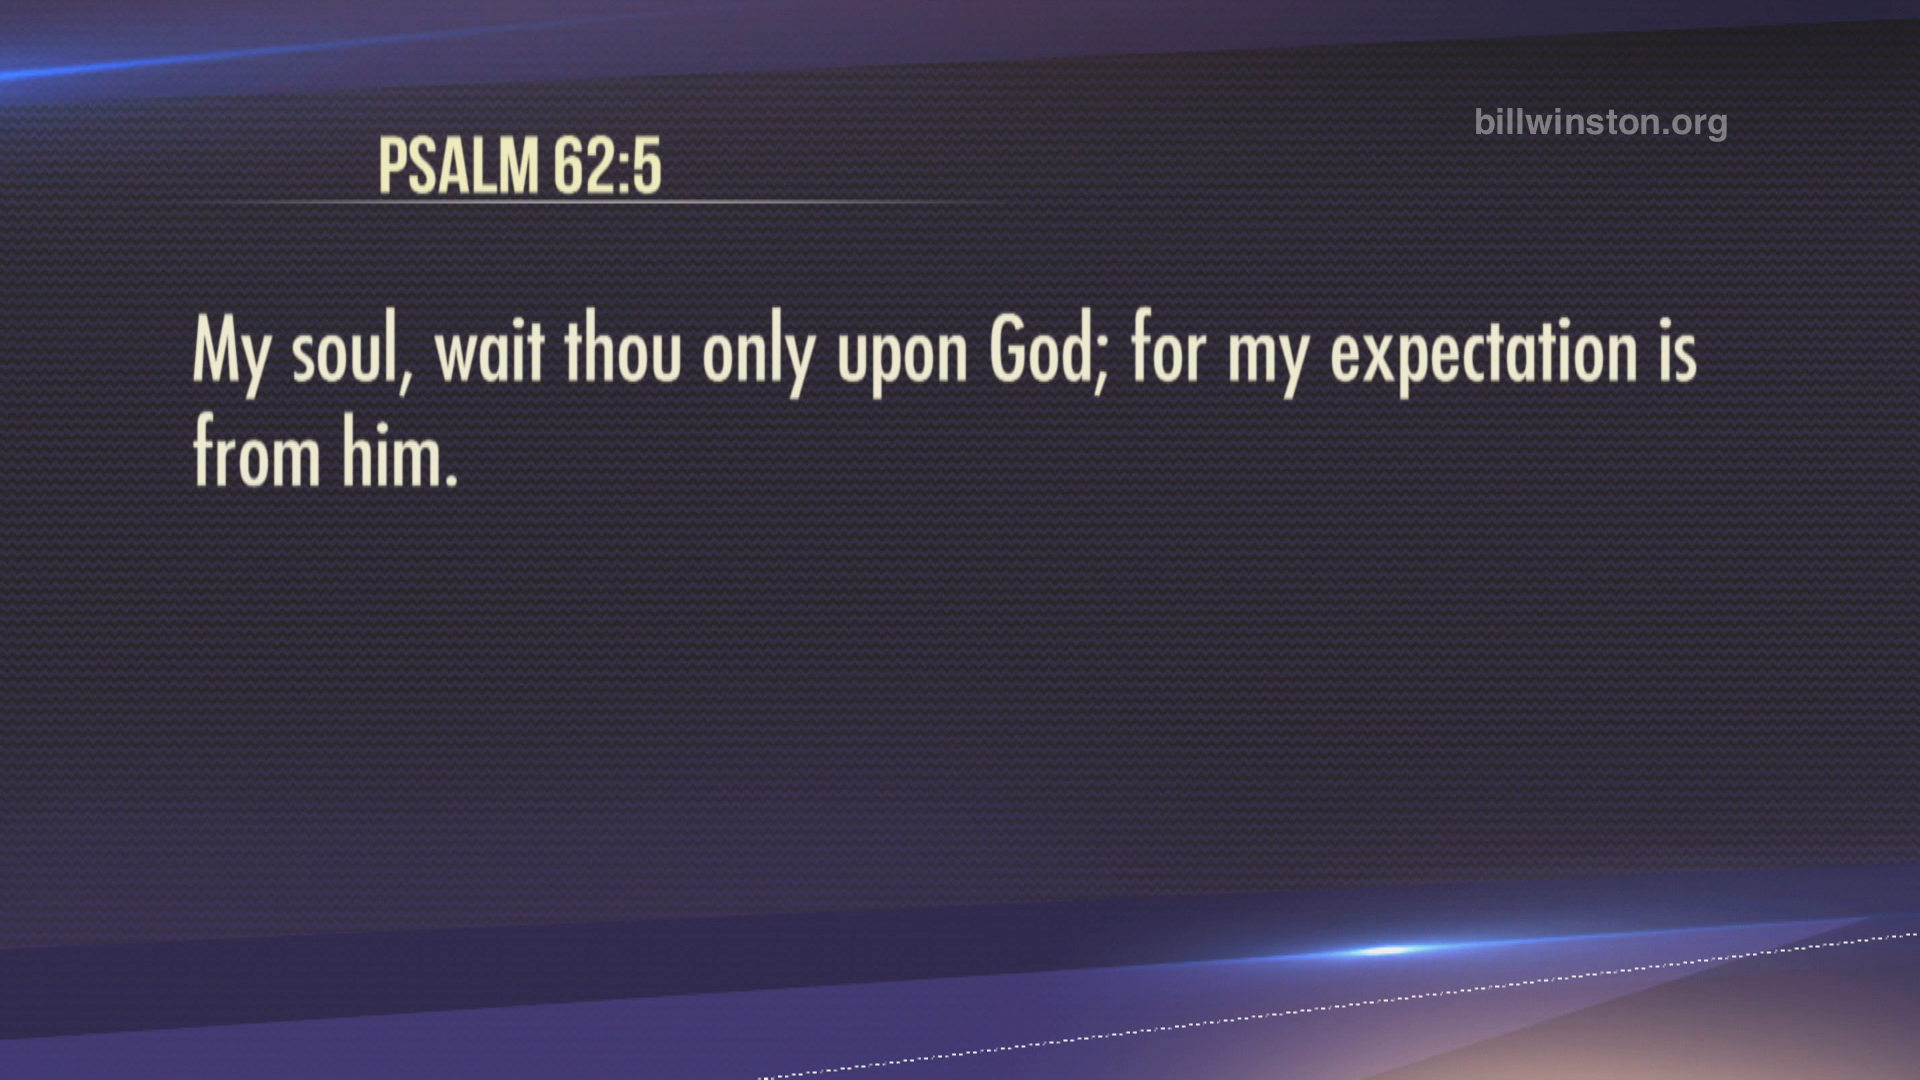 billwinston.org
PSALM 62:5
My soul, wait thou only upon God; for my expectation is
from him.